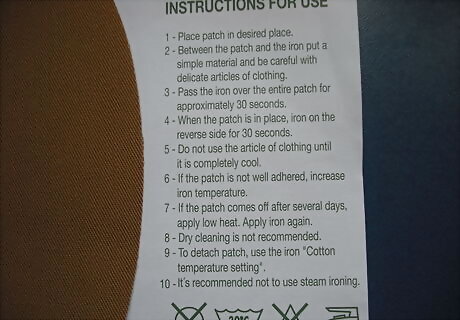 INSTRUCTIONS FOR USE
1 - Place patch in desired place.
2 - Between the patch and the iron put a
simple material and be careful with
delicate articles of clothing.
3 - Pass the iron over the entire patch for
approximately 30 seconds.
4 - When the patch is in place, iron on the
reverse side for 30 seconds.
5 - Do not use the article of clothing until
it is completely cool.
6 - If the patch is not well adhered, increase
iron temperature.
7 - If the patch comes off after several days,
apply low heat. Apply iron again.
8 - Dry cleaning is not recommended.
9 - To detach patch, use the iron "Cotton
temperature setting".
10 - It's recommended not to use steam ironing.